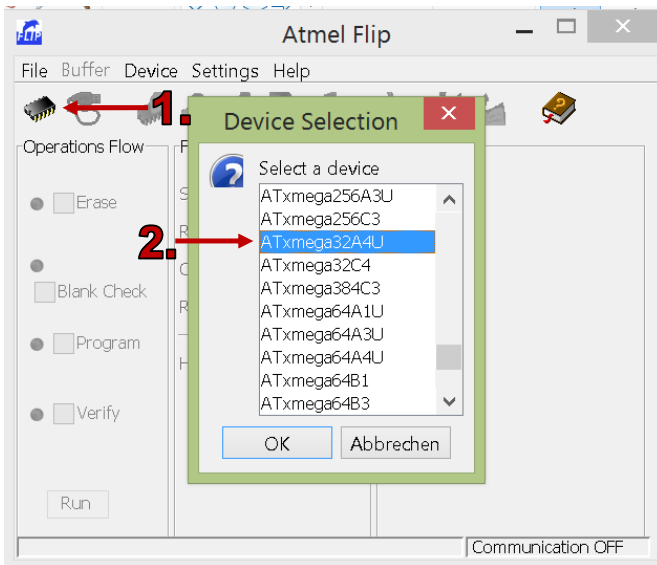 FLIP
Atmel Flip
File Buffer Device Settings Help
1.
Operations Flow
Erase
Blank Check
Program
Verify
Run
Device Selection
Select a device
ATxmega256A3U
ATxmega256C3
2.
ATxmega32A4U
ATxmega32C4
ATxmega384C3
ATxmega64A1U
ATxmega64A3U
ATxmega64A4U
ATxmega64B1
ATxmega64B3
OK Abbrechen
Communication OFF